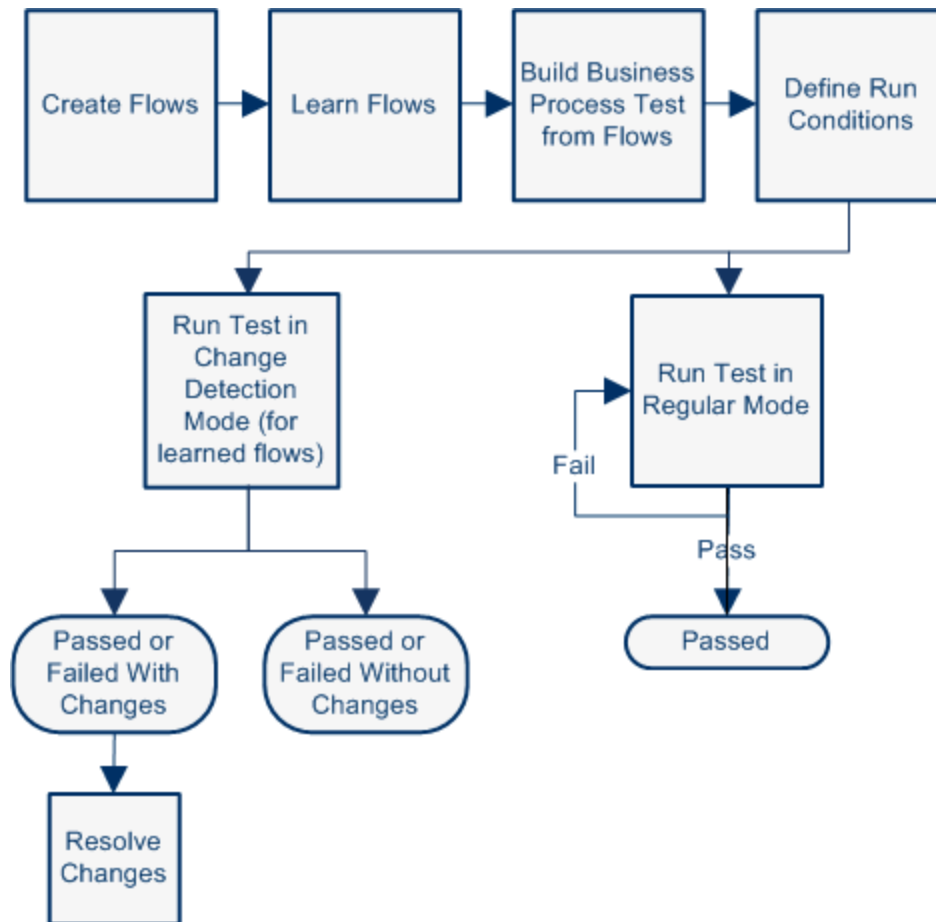 Create Flows
Learn Flows
Build Business
Process Test
from Flows
Define Run
Conditions
Run Test in
Change
Detection
Mode (for
learned flows)
Run Test in
Regular Mode
Fail
Pass
Passed or
Failed With
Changes
Passed or
Failed Without
Changes
Passed
Resolve
Changes